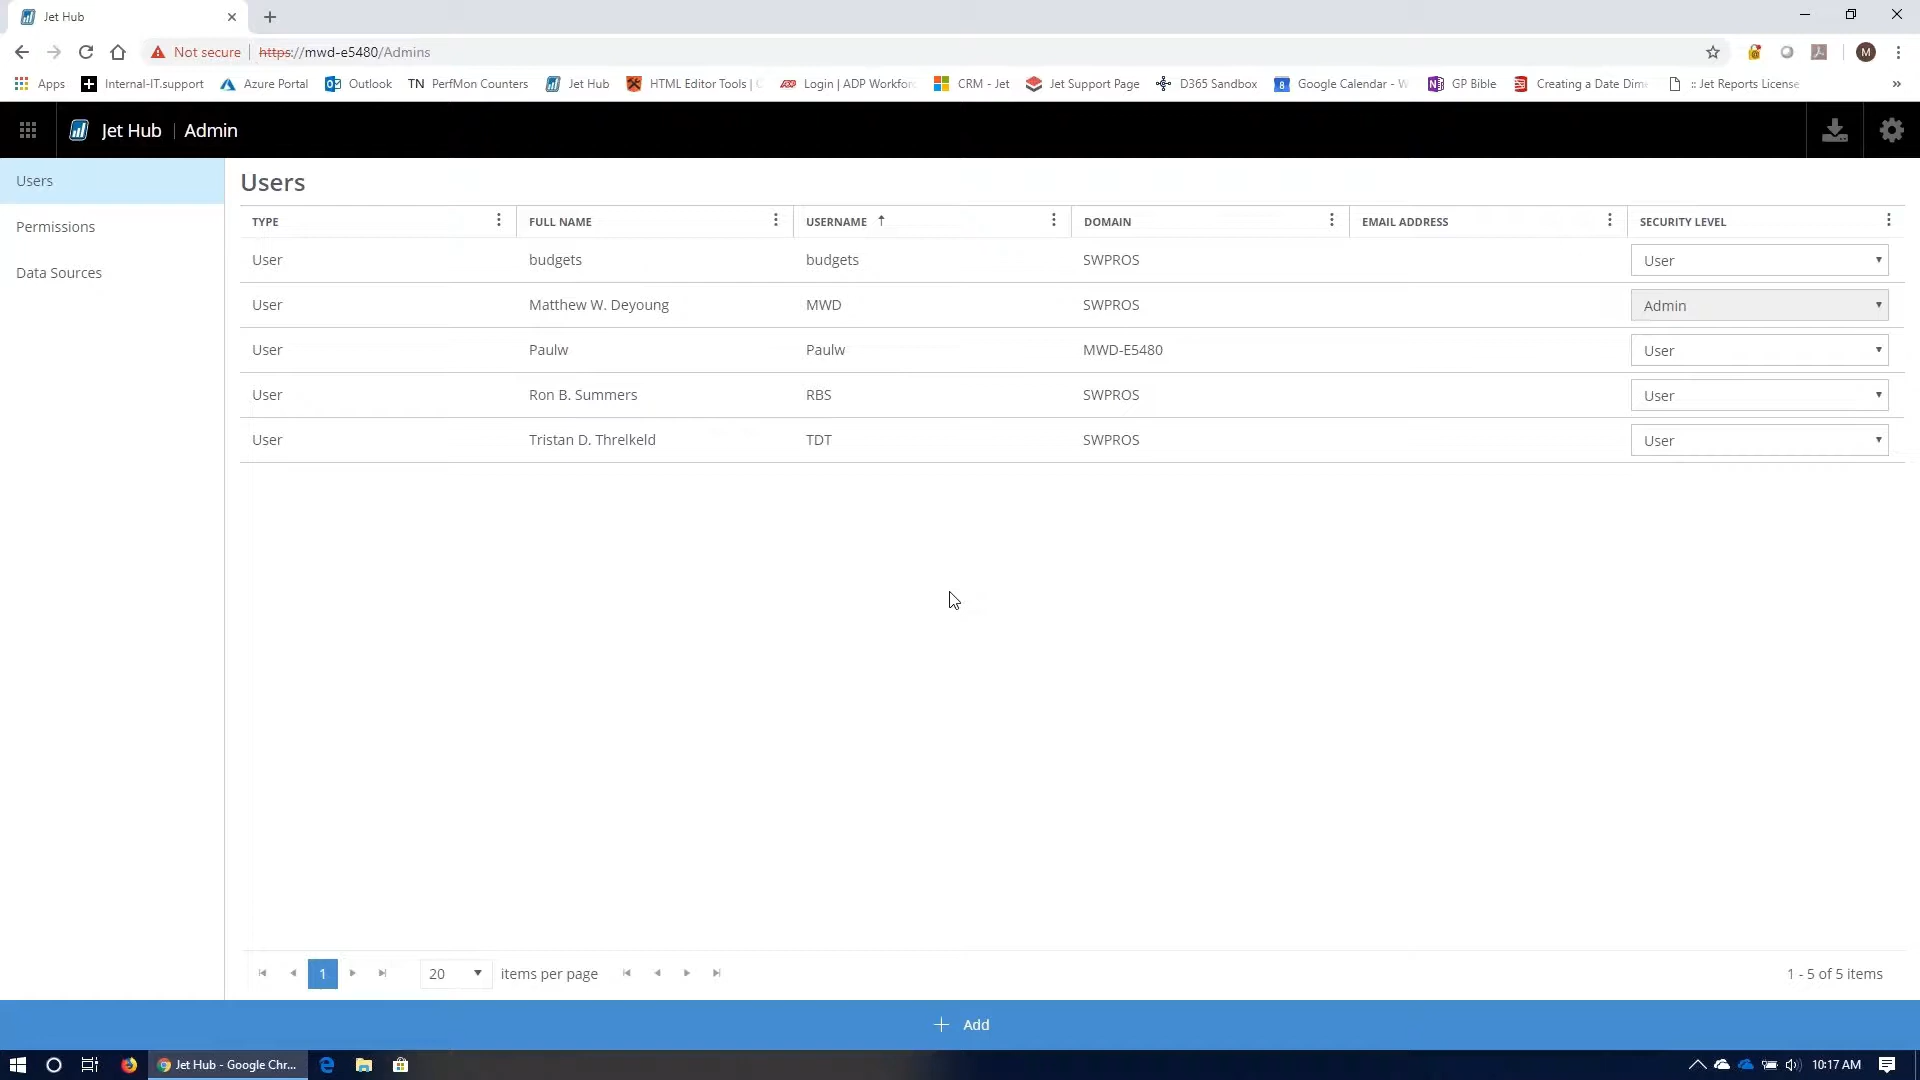 Jet Hub
Not secure https://mwd-e5480/Admins
M
Apps Internal-IT.support Azure Portal Outlook TN PerfMon Counters Jet Hub HTML Editor Tools | C Login | ADP Workforc CRM - Jet Jet Support Page D365 Sandbox 8 Google Calendar - W GP Bible Creating a Date Dime :: Jet Reports License »
Jet Hub | Admin
Users
Permissions
Data Sources
Users
TYPE FULL NAME USERNAME DOMAIN EMAIL ADDRESS SECURITY LEVEL
User budgets budgets SWPROS User
User Matthew W. Deyoung MWD SWPROS Admin
User Paulw Paulw MWD-E5480 User
User Ron B. Summers RBS SWPROS User
User Tristan D. Threlkeld TDT SWPROS User
1 20 items per page 1 - 5 of 5 items
+ Add
Jet Hub - Google Chr... 10:17 AM